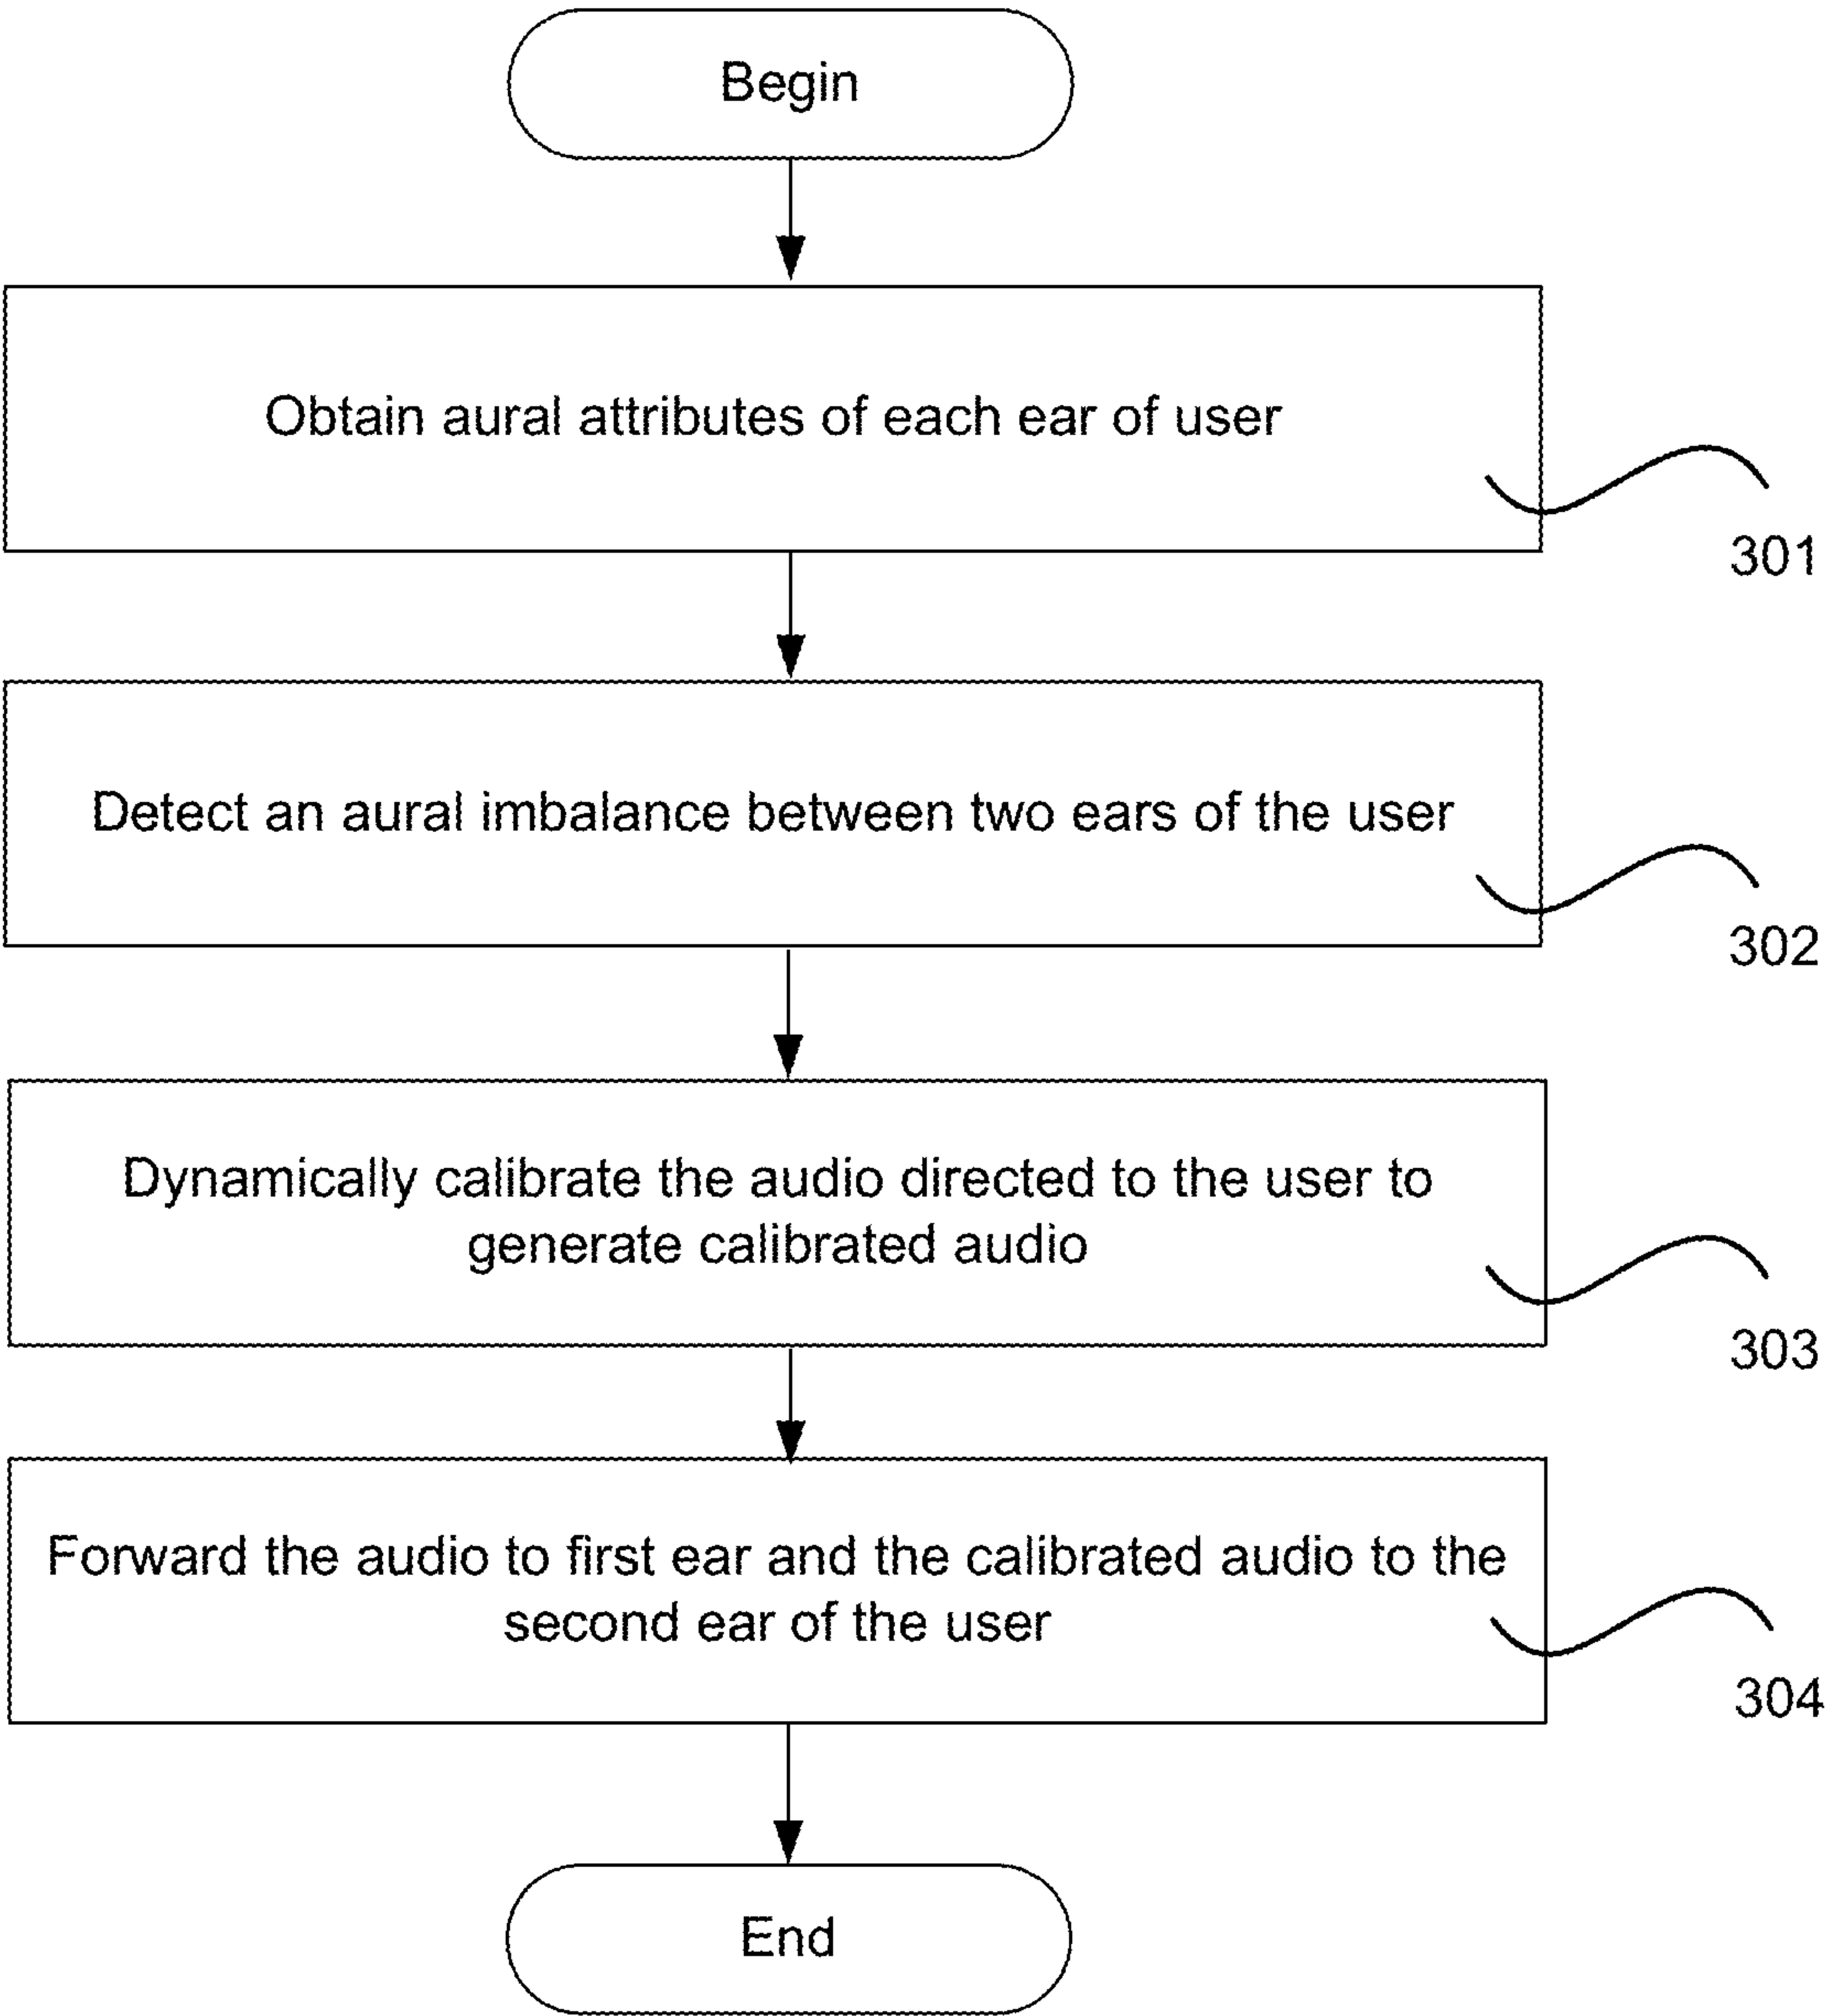 Begin
Obtain aural attributes of each ear of user
301
Detect an aural imbalance between two ears of the user
302
Dynamically calibrate the audio directed to the user to
generate calibrated audio
303
Forward the audio to first ear and the calibrated audio to the
second ear of the user
304
End